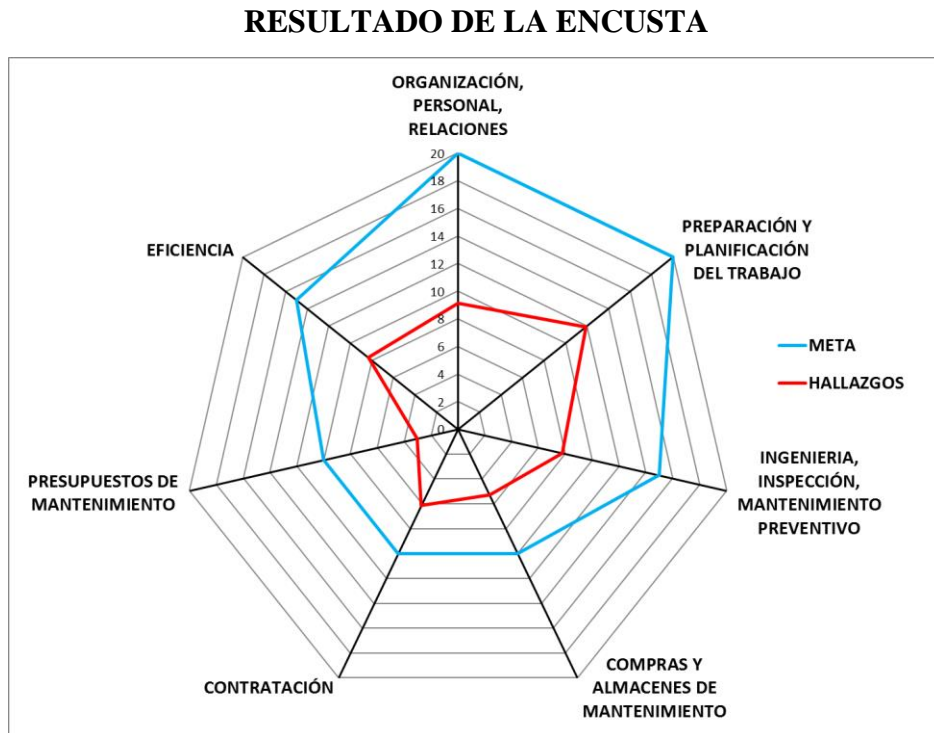 RESULTADO DE LA ENCUSTA
ORGANIZACIÓN,
PERSONAL,
RELACIONES
20
18
16
14
12
10
8
6
4
2
0
PREPARACIÓN Y
PLANIFICACIÓN
DEL TRABAJO
EFICIENCIA
META
HALLAZGOS
INGENIERIA,
INSPECCIÓN,
MANTENIMIENTO
PREVENTIVO
PRESUPUESTOS DE
MANTENIMIENTO
COMPRAS Y
ALMACENES DE
MANTENIMIENTO
CONTRATACIÓN